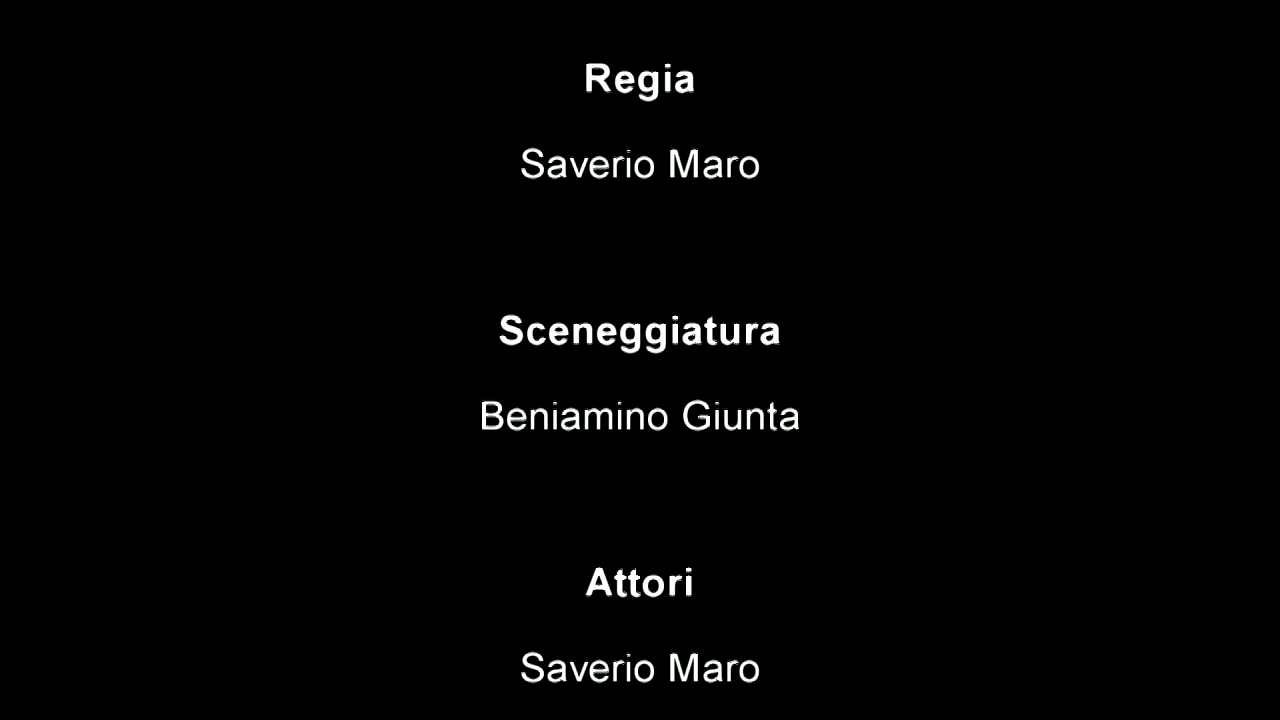 Regia
Saverio Maro
Sceneggiatura
Beniamino Giunta
Attori
Saverio Maro